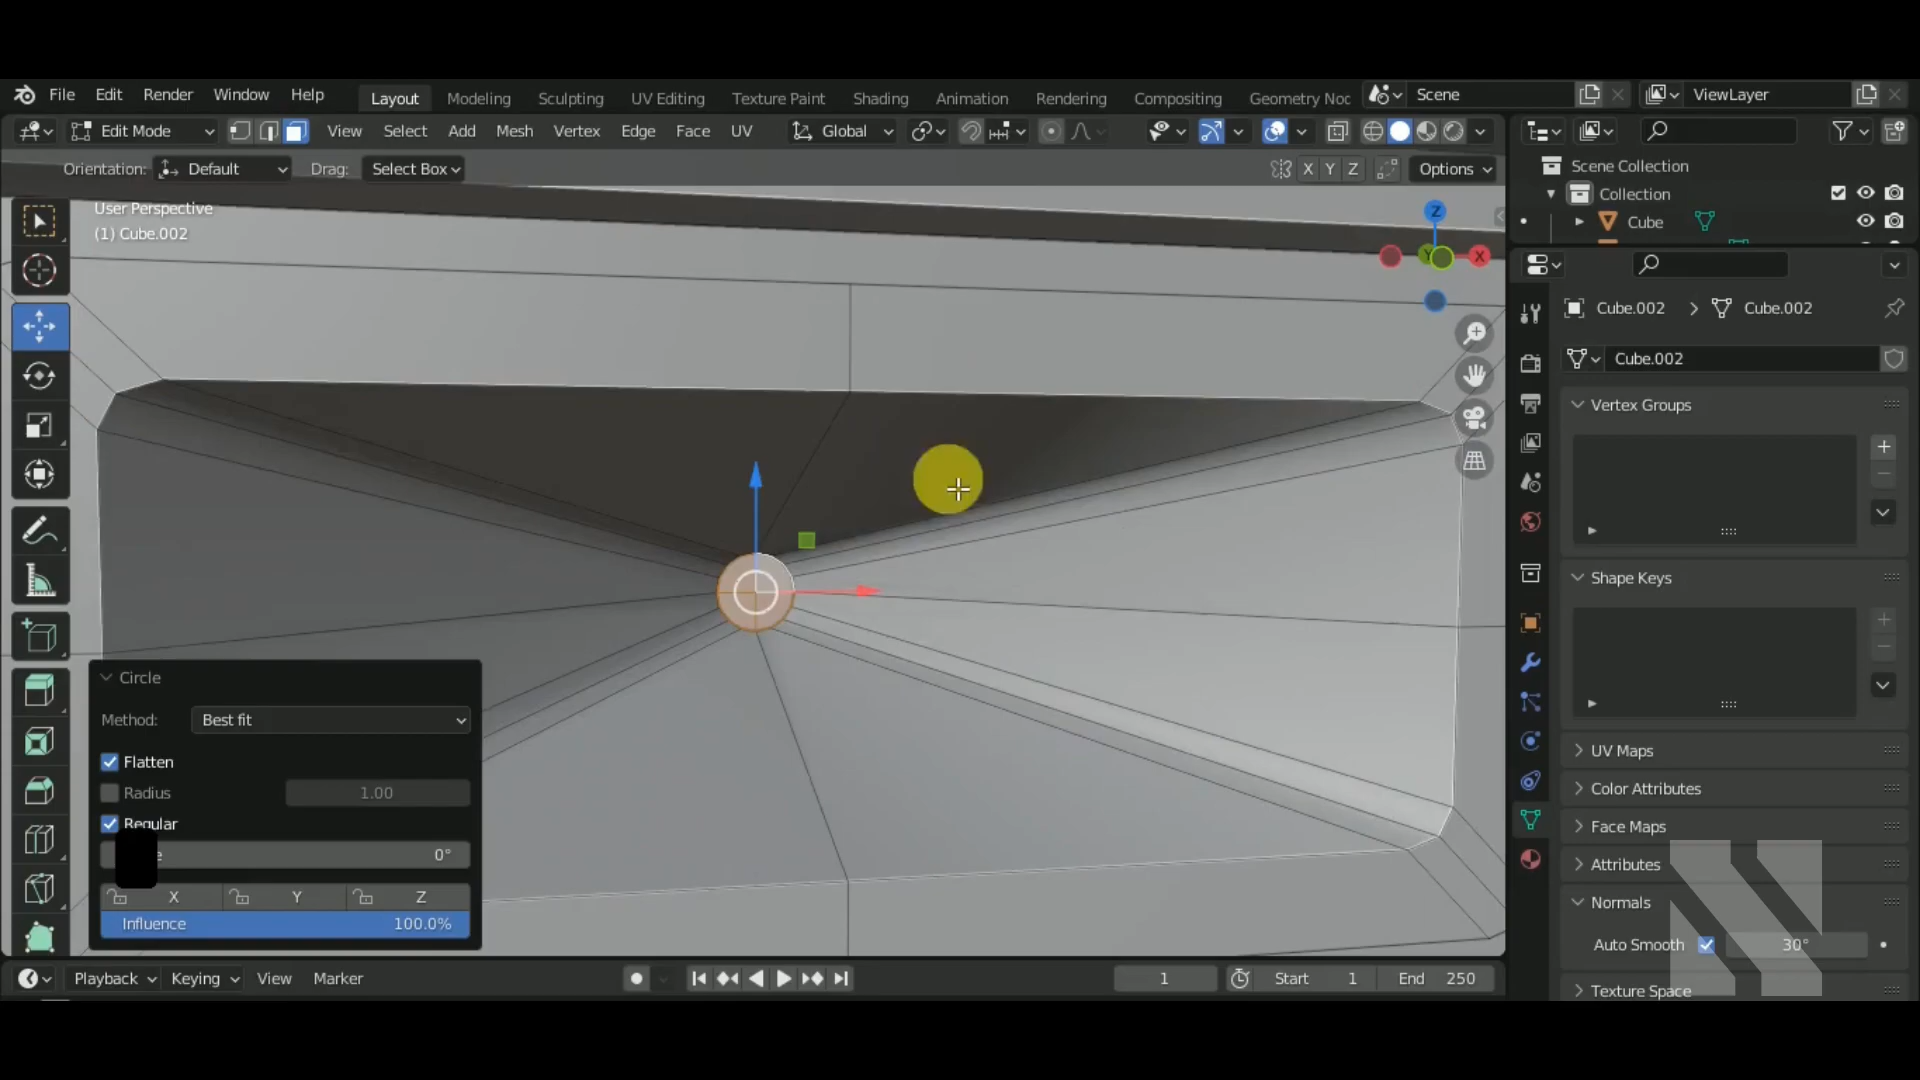 File Edit Render Window Help Layout Modeling Sculpting UV Editing Texture Paint Shading Animation Rendering Compositing Geometry Noc Scene ViewLayer
Edit Mode View Select Add Mesh Vertex Edge Face UV Global
Orientation: Default Drag: Select Box X Y Z Options
Scene Collection
Collection
Cube
User Perspective
(1) Cube.002
Z
Y
X
Cube.002 Cube.002
Cube.002
Vertex Groups
Shape Keys
UV Maps
Color Attributes
Face Maps
Attributes
Normals
Auto Smooth 30°
Texture Space
Circle
Method: Best fit
Flatten
Radius 1.00
Regular
e 0°
X Y Z
Influence 100.0%
Playback Keying View Marker 1 Start 1 End 250
N